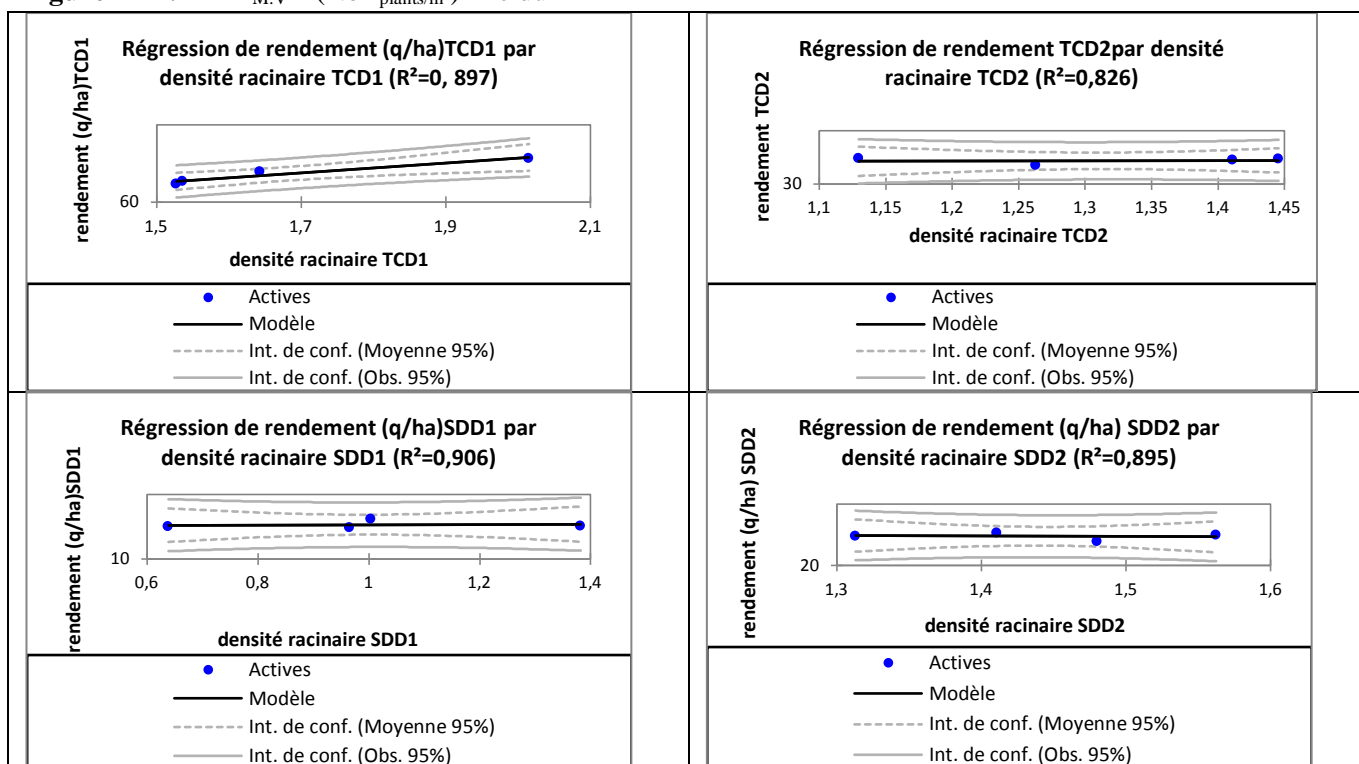 M.V (No plants/m
Régression de rendement (q/ha)TCD1 par
densité racinaire TCD1 (R²=0, 897)
rendement (q/ha)TCD1
60
1,5 1,7 1,9 2,1
densité racinaire TCD1
Actives
Modèle
Int. de conf. (Moyenne 95%)
Int. de conf. (Obs. 95%)
Régression de rendement TCD2par densité
racinaire TCD2 (R²=0,826)
rendement TCD2
30
1,1 1,15 1,2 1,25 1,3 1,35 1,4 1,45
densité racinaire TCD2
Actives
Modèle
Int. de conf. (Moyenne 95%)
Int. de conf. (Obs. 95%)
Régression de rendement (q/ha)SDD1 par
densité racinaire SDD1 (R²=0,906)
rendement (q/ha)SDD1
10
0,6 0,8 1 1,2 1,4
densité racinaire SDD1
Actives
Modèle
Int. de conf. (Moyenne 95%)
Int. de conf. (Obs. 95%)
Régression de rendement (q/ha) SDD2 par
densité racinaire SDD2 (R²=0,895)
rendement (q/ha) SDD2
20
1,3 1,4 1,5 1,6
densité racinaire SDD2
Actives
Modèle
Int. de conf. (Moyenne 95%)
Int. de conf. (Obs. 95%)